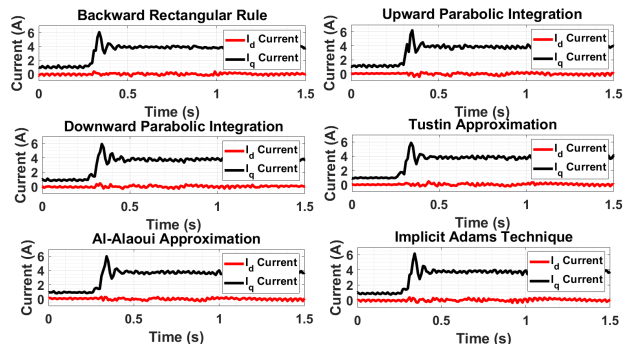 Backward Rectangular Rule
Current (A)
6
4
2
0
I_d Current
I_q Current
0 0.5 1 1.5
Time (s)
Upward Parabolic Integration
Current (A)
6
4
2
0
I_d Current
I_q Current
0 0.5 1 1.5
Time (s)
Downward Parabolic Integration
Current (A)
6
4
2
0
I_d Current
I_q Current
0 0.5 1 1.5
Time (s)
Tustin Approximation
Current (A)
6
4
2
0
I_d Current
I_q Current
0 0.5 1 1.5
Time (s)
Al-Alaoui Approximation
Current (A)
6
4
2
0
I_d Current
I_q Current
0 0.5 1 1.5
Time (s)
Implicit Adams Technique
Current (A)
6
4
2
0
I_d Current
I_q Current
0 0.5 1 1.5
Time (s)